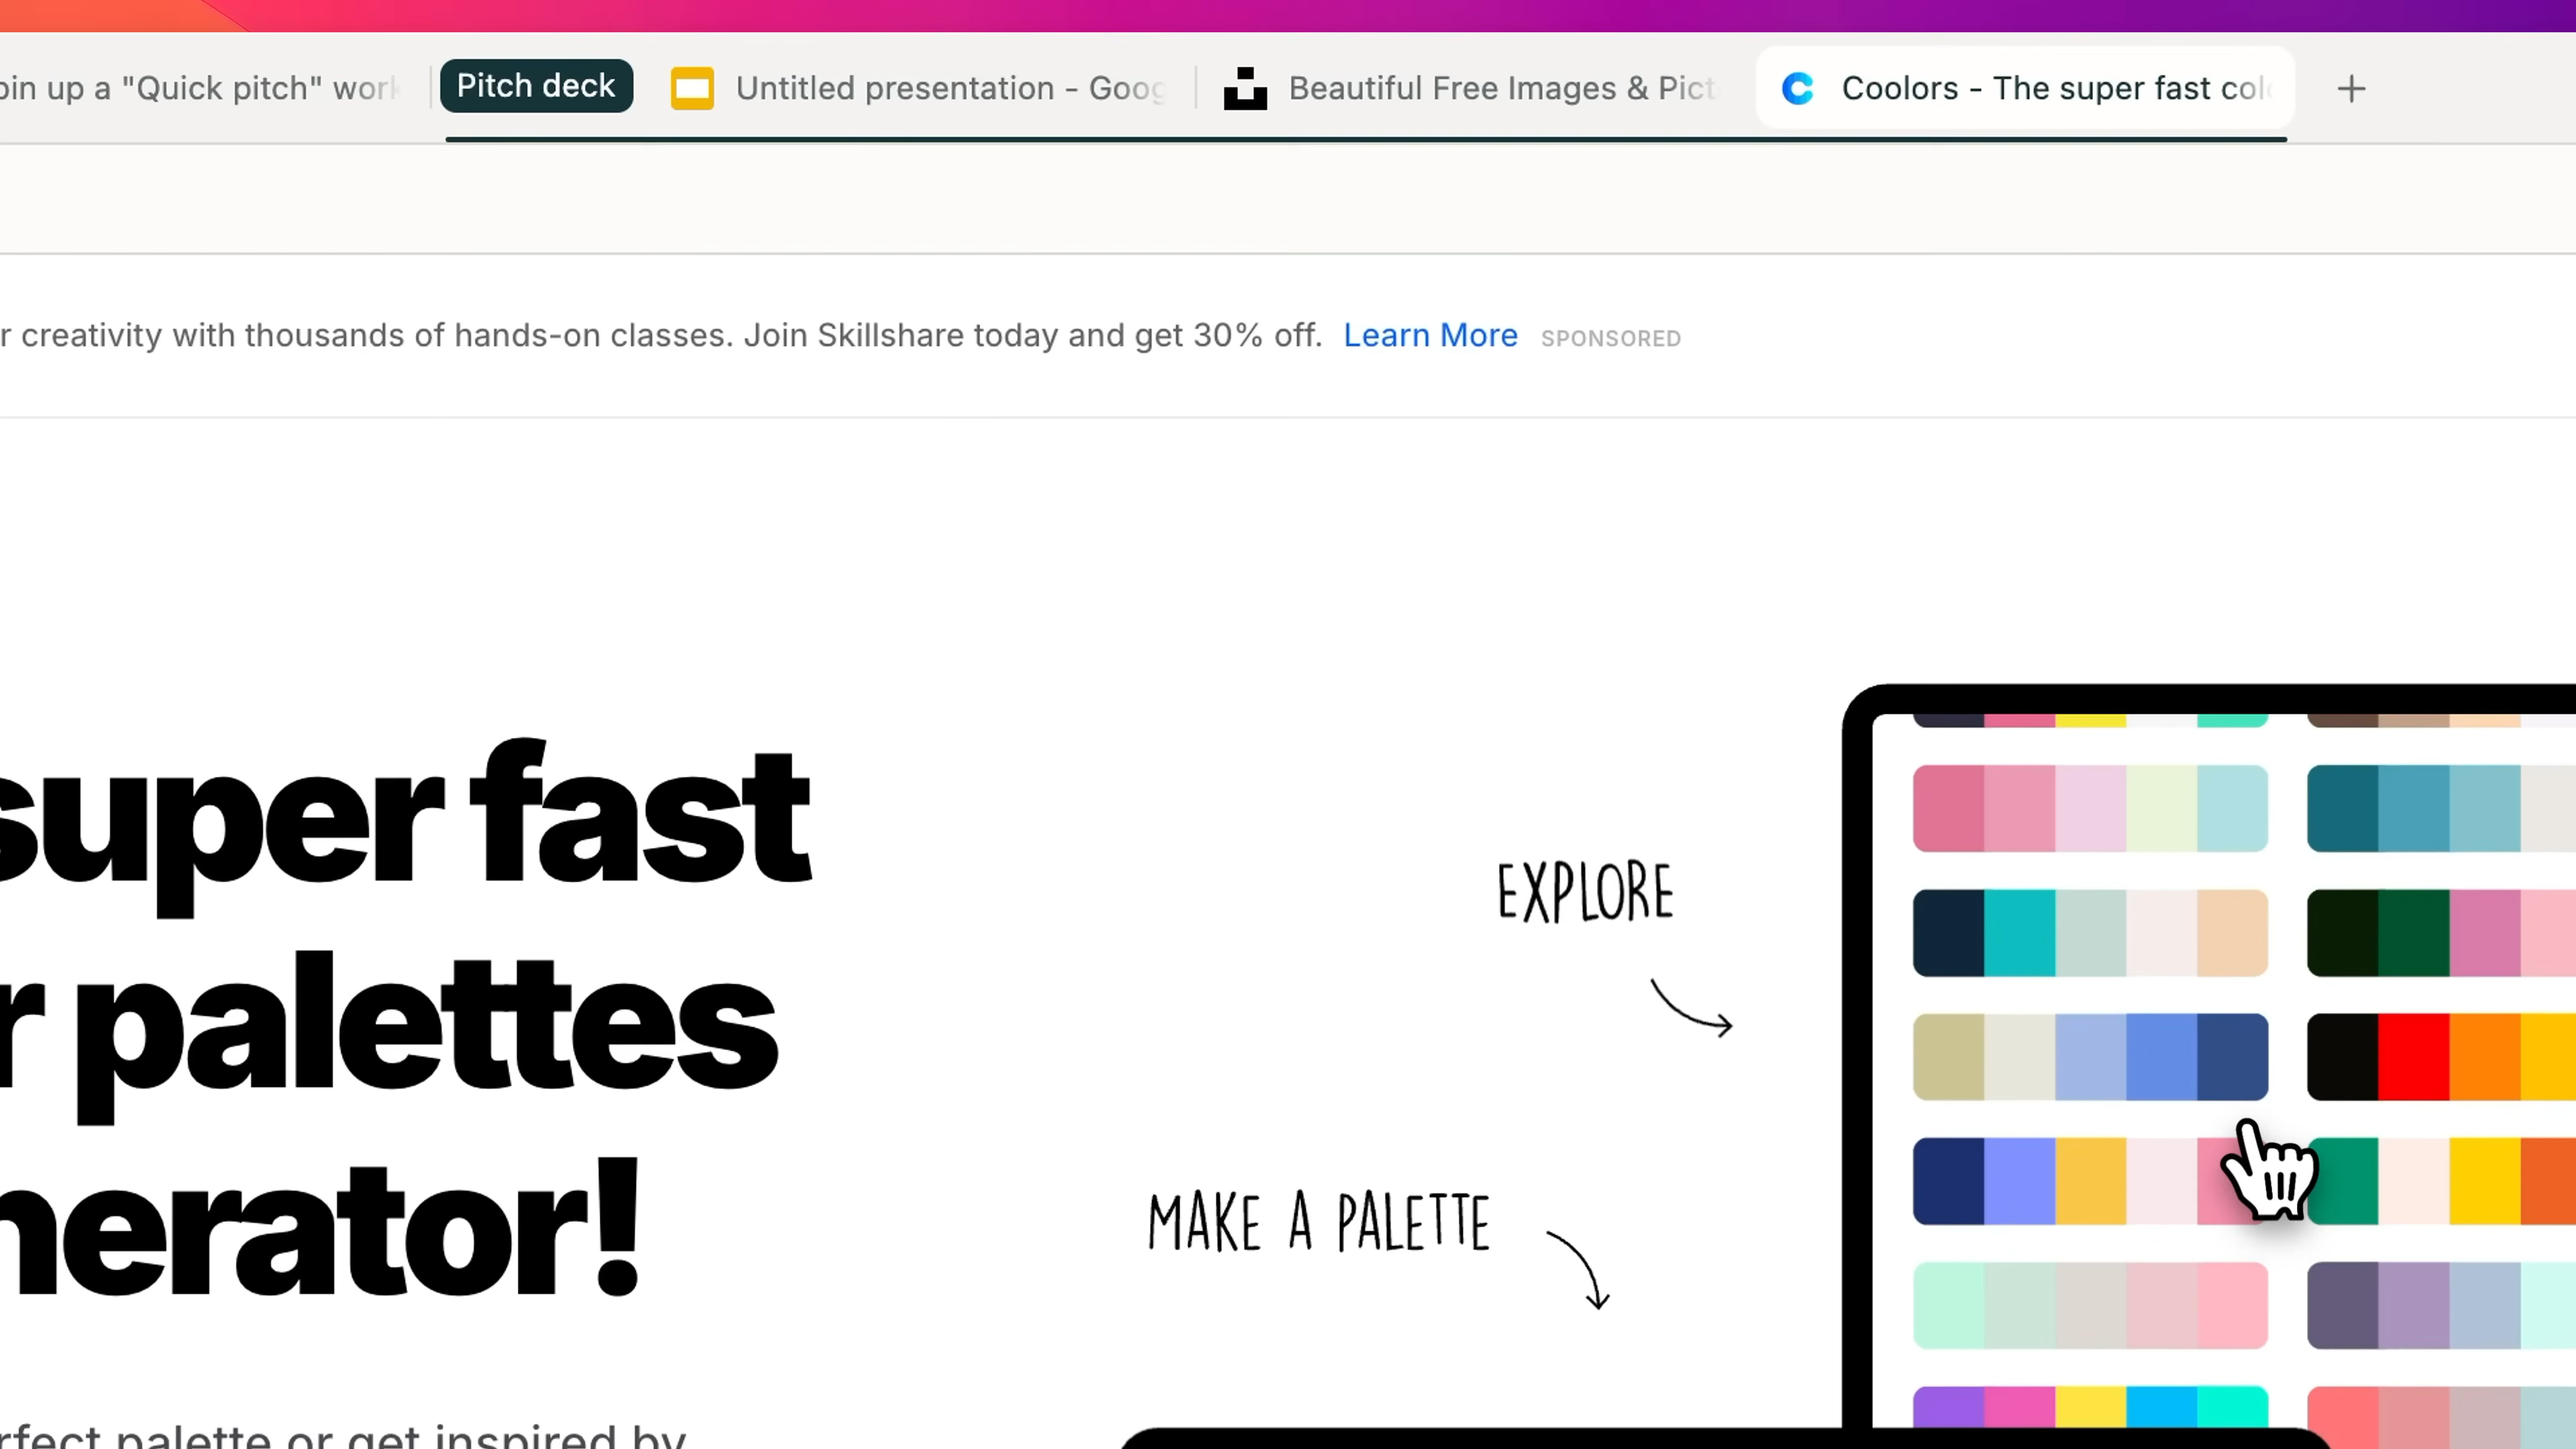 pin up a "Quick pitch" work
Pitch deck
Untitled presentation - Goog
Beautiful Free Images & Pict
Coolors - The super fast col
r creativity with thousands of hands-on classes. Join Skillshare today and get 30% off. Learn More SPONSORED
super fast
r palettes
nerator!
EXPLORE
MAKE A PALETTE
rfect palette or get inspired by